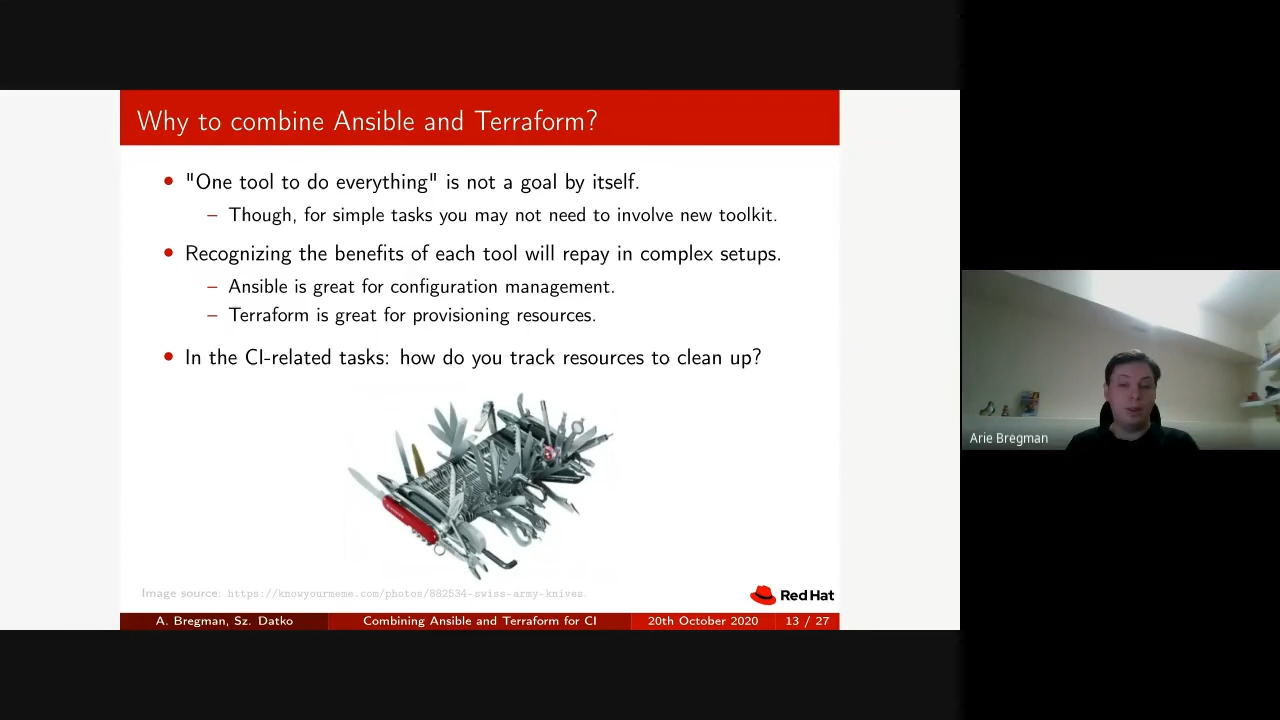 Why to combine Ansible and Terraform?
• "One tool to do everything" is not a goal by itself.
– Though, for simple tasks you may not need to involve new toolkit.
• Recognizing the benefits of each tool will repay in complex setups.
– Ansible is great for configuration management.
– Terraform is great for provisioning resources.
• In the CI-related tasks: how do you track resources to clean up?
Image source: https://knowyourmeme.com/photos/882534-swiss-army-knives.
Red Hat
A. Bregman, Sz. Datko
Combining Ansible and Terraform for CI
20th October 2020
13 / 27
Arie Bregman